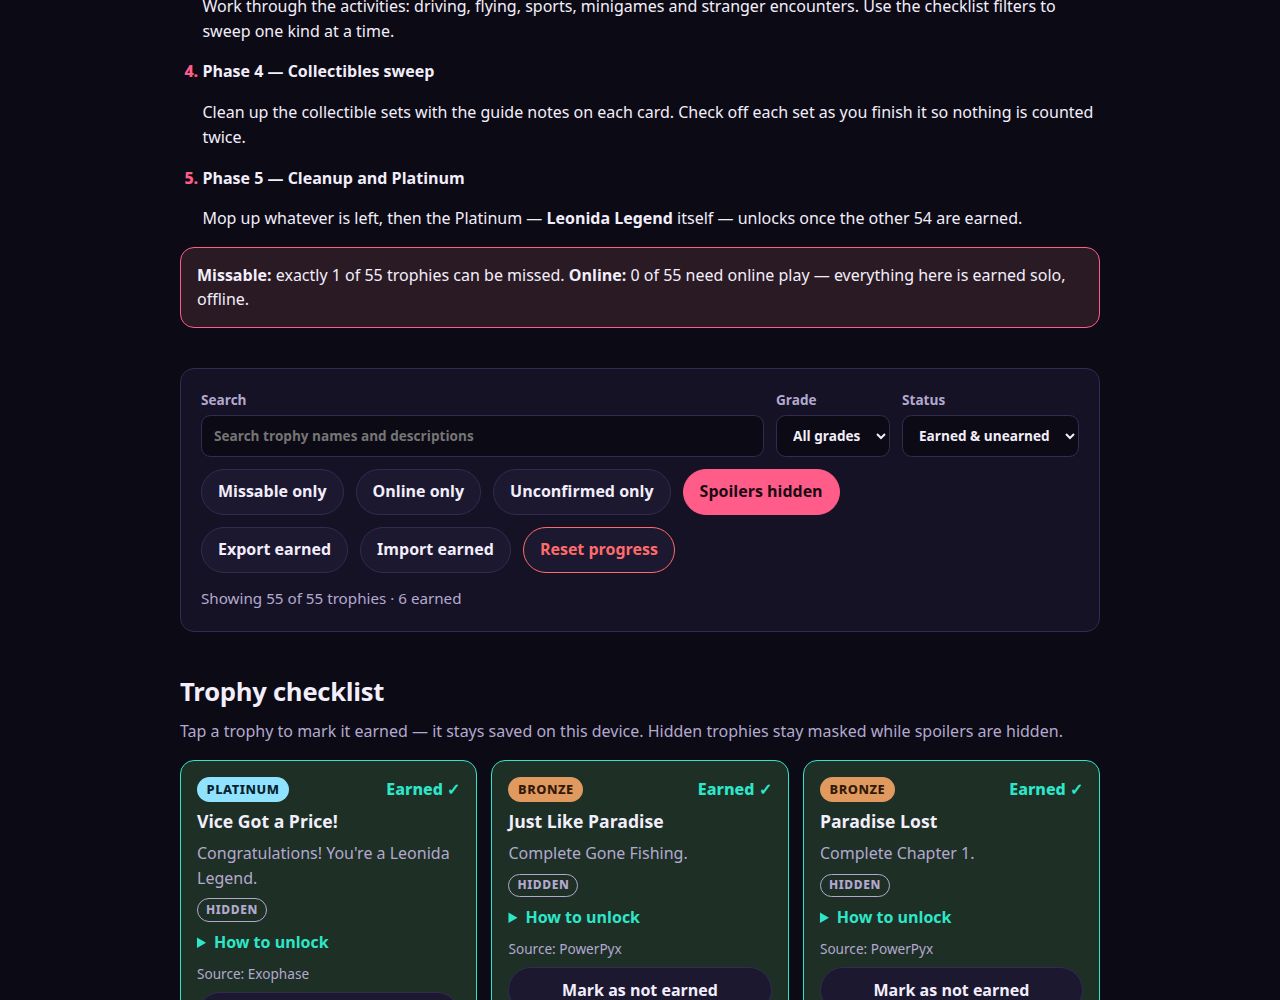 Work through the activities: driving, flying, sports, minigames and stranger encounters. Use the checklist filters to
sweep one kind at a time.
4. Phase 4 — Collectibles sweep
Clean up the collectible sets with the guide notes on each card. Check off each set as you finish it so nothing is counted
twice.
5. Phase 5 — Cleanup and Platinum
Mop up whatever is left, then the Platinum — Leonida Legend itself — unlocks once the other 54 are earned.
Missable: exactly 1 of 55 trophies can be missed. Online: 0 of 55 need online play — everything here is earned solo,
offline.
Search Grade Status
Search trophy names and descriptions All grades Earned & unearned
Missable only Online only Unconfirmed only Spoilers hidden
Export earned Import earned Reset progress
Showing 55 of 55 trophies · 6 earned
Trophy checklist
Tap a trophy to mark it earned — it stays saved on this device. Hidden trophies stay masked while spoilers are hidden.
PLATINUM Earned ✓
Vice Got a Price!
Congratulations! You're a Leonida
Legend.
HIDDEN
▶ How to unlock
Source: Exophase
BRONZE Earned ✓
Just Like Paradise
Complete Gone Fishing.
HIDDEN
▶ How to unlock
Source: PowerPyx
Mark as not earned
BRONZE Earned ✓
Paradise Lost
Complete Chapter 1.
HIDDEN
▶ How to unlock
Source: PowerPyx
Mark as not earned